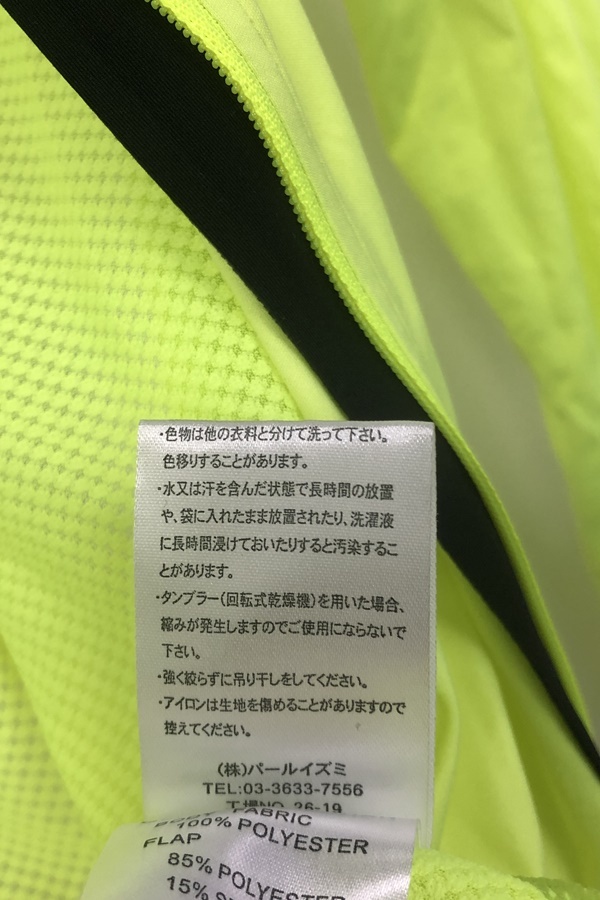 ・色物は他の衣料と分けて洗って下さい。
色移りすることがあります。
・水又は汗を含んだ状態で長時間の放置
や、袋に入れたまま放置されたり、洗濯液
に長時間浸けておいたりすると汚染するこ
とがあります。
・タンブラー(回転式乾燥機)を用いた場合、
縮みが発生しますのでご使用にならないで
下さい。
・強く絞らずに吊り干しをしてください。
・アイロンは生地を傷めることがありますので
控えてください。
(株)パールイズミ
TEL:03-3633-7556
工場NO. 26-19
FABRIC
100% POLYESTER
FLAP
85% POLYESTER
15%